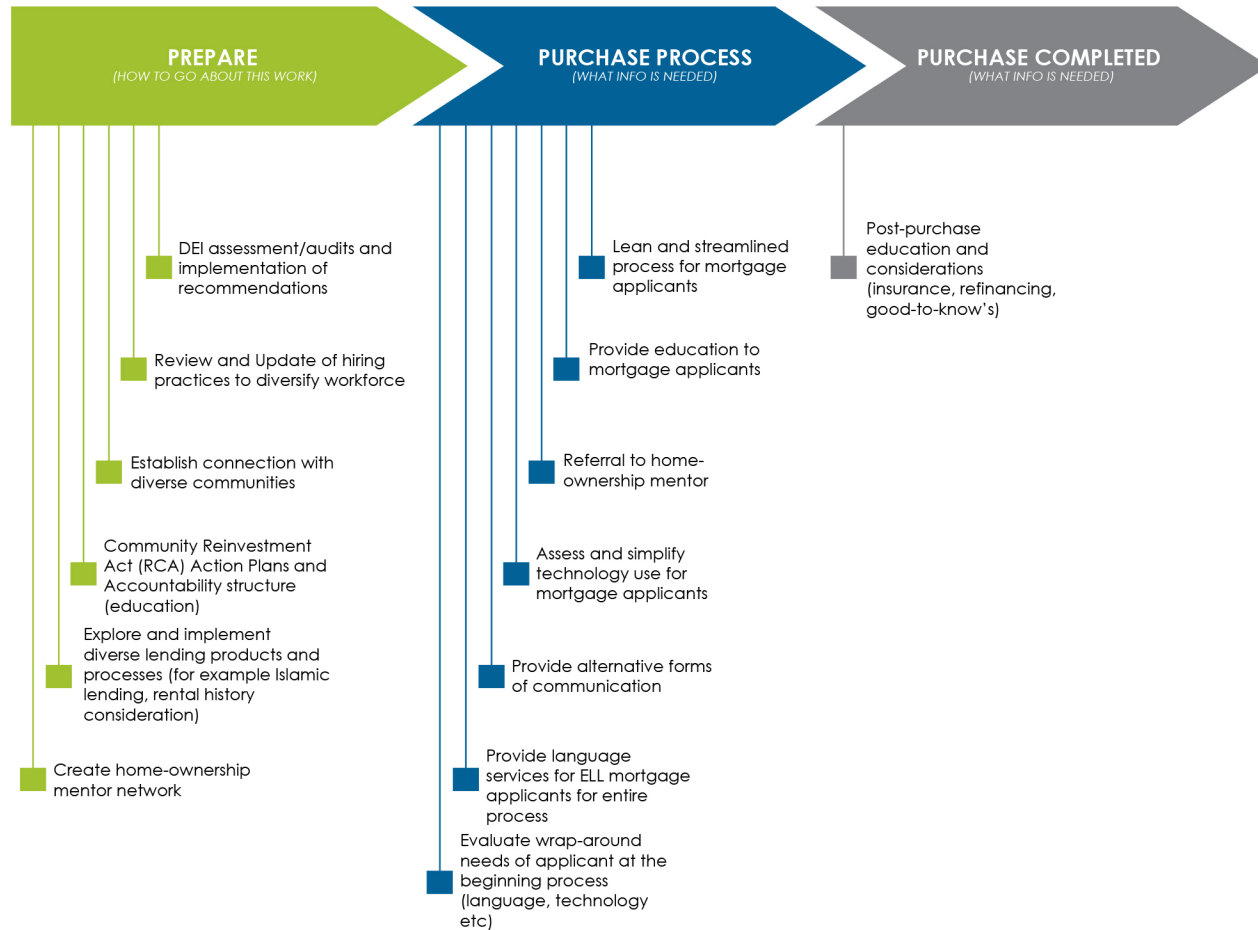 PREPARE
(HOW TO GO ABOUT THIS WORK)
DEI assessment/audits and
implementation of
recommendations
Review and Update of hiring
practices to diversify workforce
Establish connection with
diverse communities
Community Reinvestment
Act (RCA) Action Plans and
Accountability structure
(education)
Explore and implement
diverse lending products and
processes (for example Islamic
lending, rental history
consideration)
Create home-ownership
mentor network
PURCHASE PROCESS
(WHAT INFO IS NEEDED)
Lean and streamlined
process for mortgage
applicants
Provide education to
mortgage applicants
Referral to home-
ownership mentor
Assess and simplify
technology use for
mortgage applicants
Provide alternative forms
of communication
Provide language
services for ELL mortgage
applicants for entire
process
Evaluate wrap-around
needs of applicant at the
beginning process
(language, technology
etc)
PURCHASE COMPLETED
(WHAT INFO IS NEEDED)
Post-purchase
education and
considerations
(insurance, refinancing,
good-to-know’s)